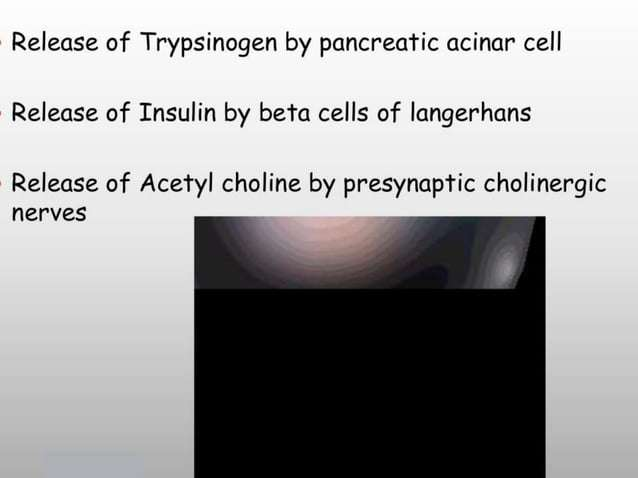 • Release of Trypsinogen by pancreatic acinar cell
• Release of Insulin by beta cells of langerhans
• Release of Acetyl choline by presynaptic cholinergic
nerves